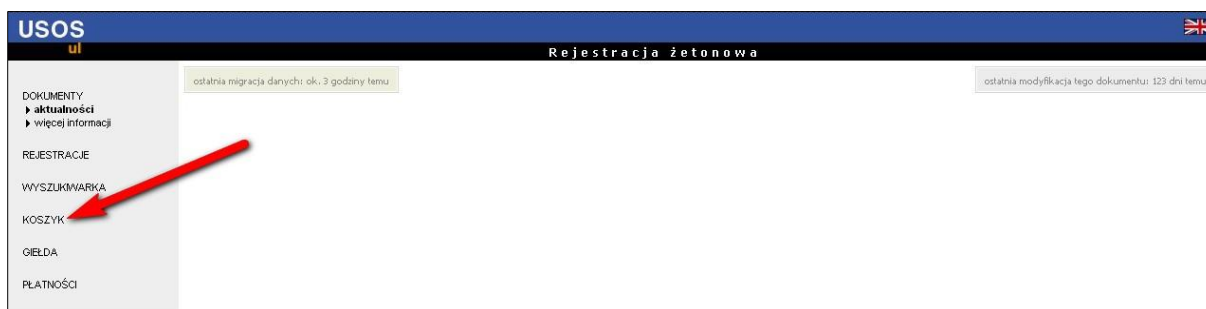 USOS
ul
Rejestracja żetonowa
ostatnia migracja danych: ok. 3 godziny temu
ostatnia modyfikacja tego dokumentu: 123 dni temu
DOKUMENTY
aktualności
więcej informacji
REJESTRACJE
WYSZUKIWARKA
KOSZYK
GIEŁDA
PŁATNOŚCI